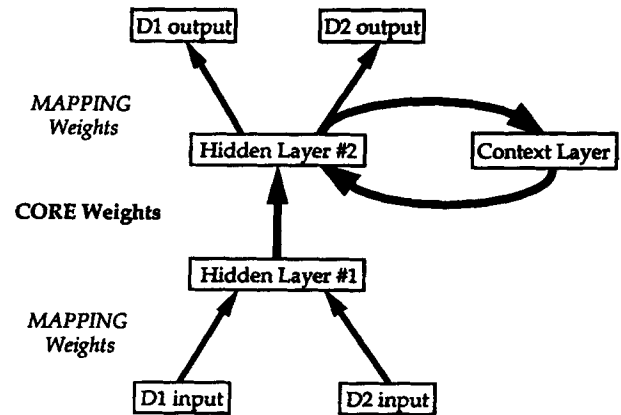 D1 output
D2 output
MAPPING
Weights
Hidden Layer #2
Context Layer
CORE Weights
Hidden Layer #1
MAPPING
Weights
D1 input
D2 input